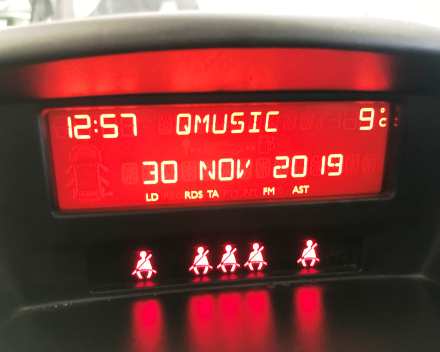 12:57 QMUSIC 9°C
30 NOV 2019
LD RDS TA FM AST